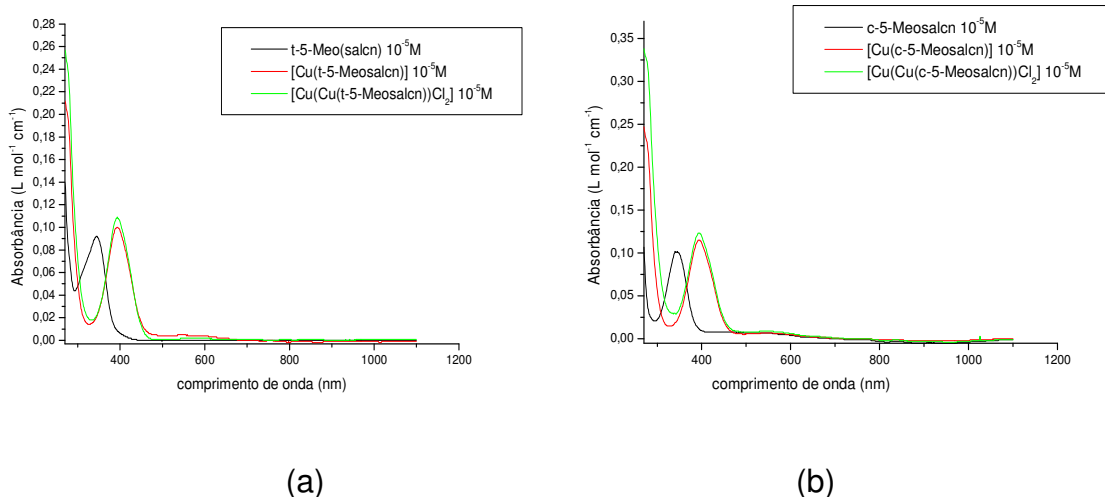 0,28
0,26
0,24
0,22
0,20
0,18
0,16
0,14
0,12
0,10
0,08
0,06
0,04
0,02
0,00
Absorbância (L mol⁻¹ cm⁻¹)
t-5-Meo(salcn) 10⁻⁵M
[Cu(t-5-Meosalcn)] 10⁻⁵M
[Cu(Cu(t-5-Meosalcn))Cl₂] 10⁻⁵M
400 600 800 1000 1200
comprimento de onda (nm)
(a)
0,35
0,30
0,25
0,20
0,15
0,10
0,05
0,00
Absorbância (L mol⁻¹ cm⁻¹)
c-5-Meosalcn 10⁻⁵M
[Cu(c-5-Meosalcn)] 10⁻⁵M
[Cu(Cu(c-5-Meosalcn))Cl₂] 10⁻⁵M
400 600 800 1000 1200
comprimento de onda (nm)
(b)